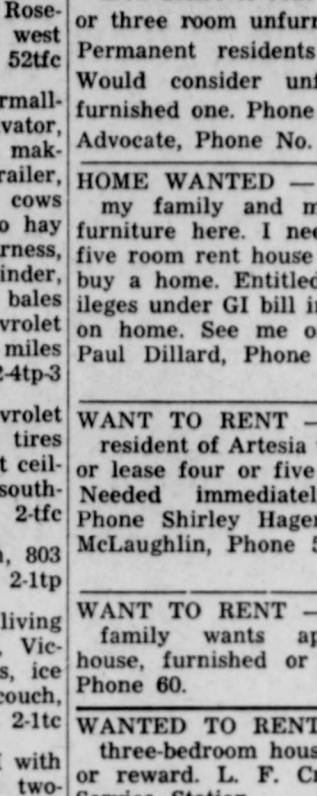 Rose-
west
52tfc
rmall-
vator,
mak-
railer,
cows
o hay
rness,
inder,
bales
vrolet
miles
2-4tp-3
vrolet
tires
t ceil-
south-
2-tfc
, 803
2-1tp
living
, Vic-
s, ice
couch,
2-1tc
with
two-
or three room unfurn
Permanent residents
Would consider unf
furnished one. Phone
Advocate, Phone No.
HOME WANTED —
my family and m
furniture here. I nee
five room rent house
buy a home. Entitled
ileges under GI bill i
on home. See me o
Paul Dillard, Phone
WANT TO RENT —
resident of Artesia
or lease four or five
Needed immediatel
Phone Shirley Hager
McLaughlin, Phone 5
WANT TO RENT —
family wants ap
house, furnished or
Phone 60.
WANTED TO RENT
three-bedroom hous
or reward. L. F. Cr
Service Station